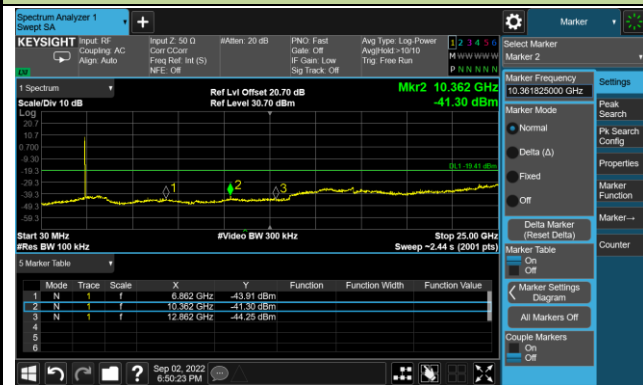 Spectrum Analyzer 1
Swept SA
Marker
KEYSIGHT
Input: RF
Coupling: AC
Align: Auto
Input Z: 50 Ω
Corr CCorr
Freq Ref: Int (S)
NFE: Off
#Atten: 20 dB
PNO: Fast
Gate: Off
IF Gain: Low
Sig Track: Off
Avg Type: Log-Power
Avg|Hold:>10/10
Trig: Free Run
1 2 3 4 5 6
M W W W W W
P N N N N N
Select Marker
Marker 2
LXI
1 Spectrum
Scale/Div 10 dB
Log
Ref Lvl Offset 20.70 dB
Ref Level 30.70 dBm
Mkr2 10.362 GHz
-41.30 dBm
20.7
10.7
0.700
-9.30
-19.3
-29.3
-39.3
-49.3
-59.3
DL1 -19.41 dBm
1
2
3
Start 30 MHz
#Res BW 100 kHz
#Video BW 300 kHz
Stop 25.00 GHz
Sweep ~2.44 s (2001 pts)
5 Marker Table
Mode Trace Scale X Y Function Function Width Function Value
1 N 1 f 6.862 GHz -43.91 dBm
2 N 1 f 10.362 GHz -41.30 dBm
3 N 1 f 12.862 GHz -44.25 dBm
4
5
6
Marker Frequency
10.361825000 GHz
Marker Mode
Normal
Delta (Δ)
Fixed
Off
Delta Marker
(Reset Delta)
Marker Table
On
Off
Marker Settings
Diagram
All Markers Off
Couple Markers
On
Off
Settings
Peak
Search
Pk Search
Config
Properties
Marker
Function
Marker→
Counter
Sep 02, 2022
6:50:23 PM